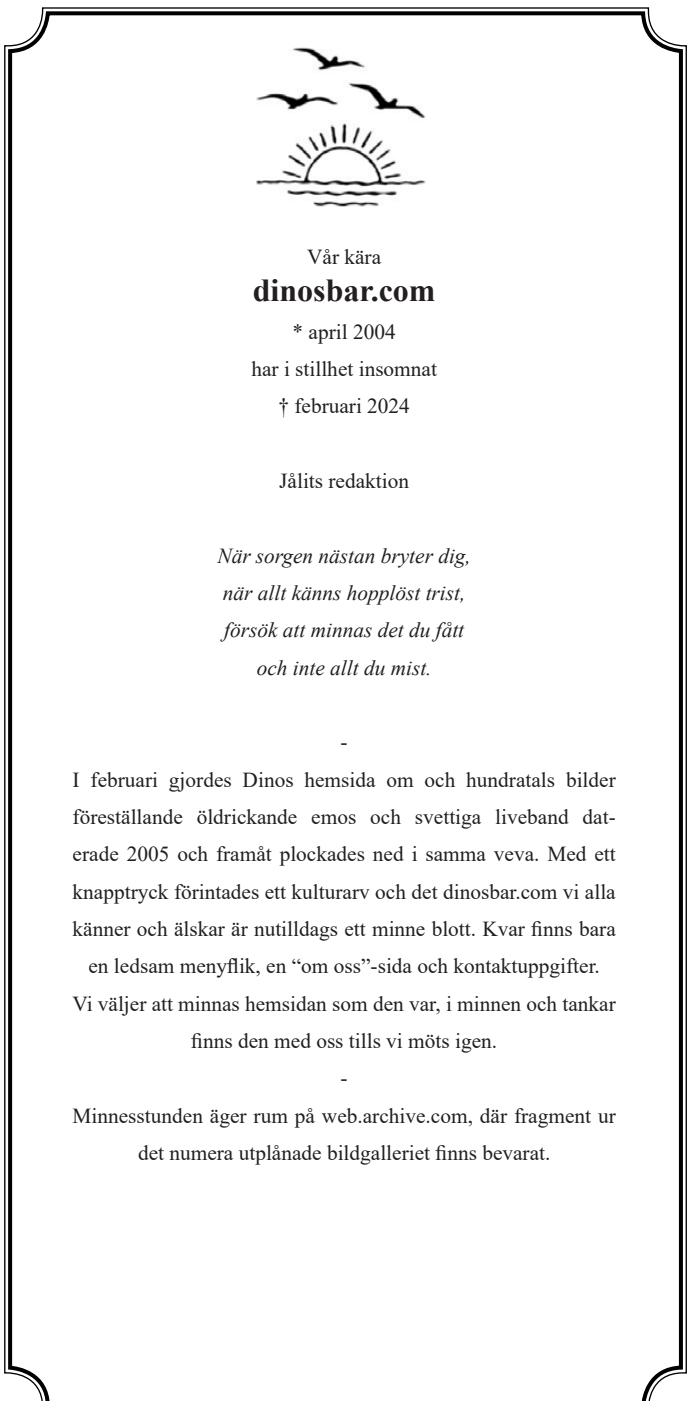 Vår kära
dinosbar.com
* april 2004
har i stillhet insomnat
† februari 2024
Jålits redaktion
När sorgen nästan bryter dig,
när allt känns hopplöst trist,
försök att minnas det du fått
och inte allt du mist.
-
I februari gjordes Dinos hemsida om och hundratals bilder
föreställande öldrickande emos och svettiga liveband dat-
erade 2005 och framåt plockades ned i samma veva. Med ett
knapptryck förintades ett kulturarv och det dinosbar.com vi alla
känner och älskar är nutilldags ett minne blott. Kvar finns bara
en ledsam menyflik, en “om oss”-sida och kontaktuppgifter.
Vi väljer att minnas hemsidan som den var, i minnen och tankar
finns den med oss tills vi möts igen.
-
Minnesstunden äger rum på web.archive.com, där fragment ur
det numera utplånade bildgalleriet finns bevarat.